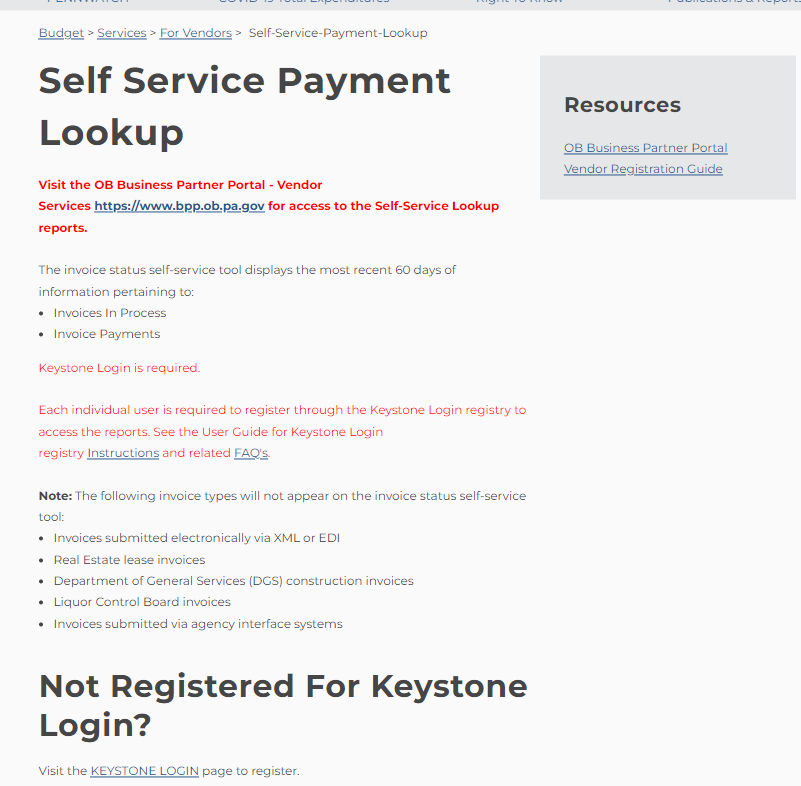 Budget > Services > For Vendors > Self-Service-Payment-Lookup
Self Service Payment
Lookup
Visit the OB Business Partner Portal - Vendor
Services https://www.bpp.ob.pa.gov for access to the Self-Service Lookup
reports.
The invoice status self-service tool displays the most recent 60 days of
information pertaining to:
• Invoices In Process
• Invoice Payments
Keystone Login is required.
Each individual user is required to register through the Keystone Login registry to
access the reports. See the User Guide for Keystone Login
registry Instructions and related FAQ's.
Note: The following invoice types will not appear on the invoice status self-service
tool:
• Invoices submitted electronically via XML or EDI
• Real Estate lease invoices
• Department of General Services (DGS) construction invoices
• Liquor Control Board invoices
• Invoices submitted via agency interface systems
Not Registered For Keystone
Login?
Visit the KEYSTONE LOGIN page to register.
Resources
OB Business Partner Portal
Vendor Registration Guide